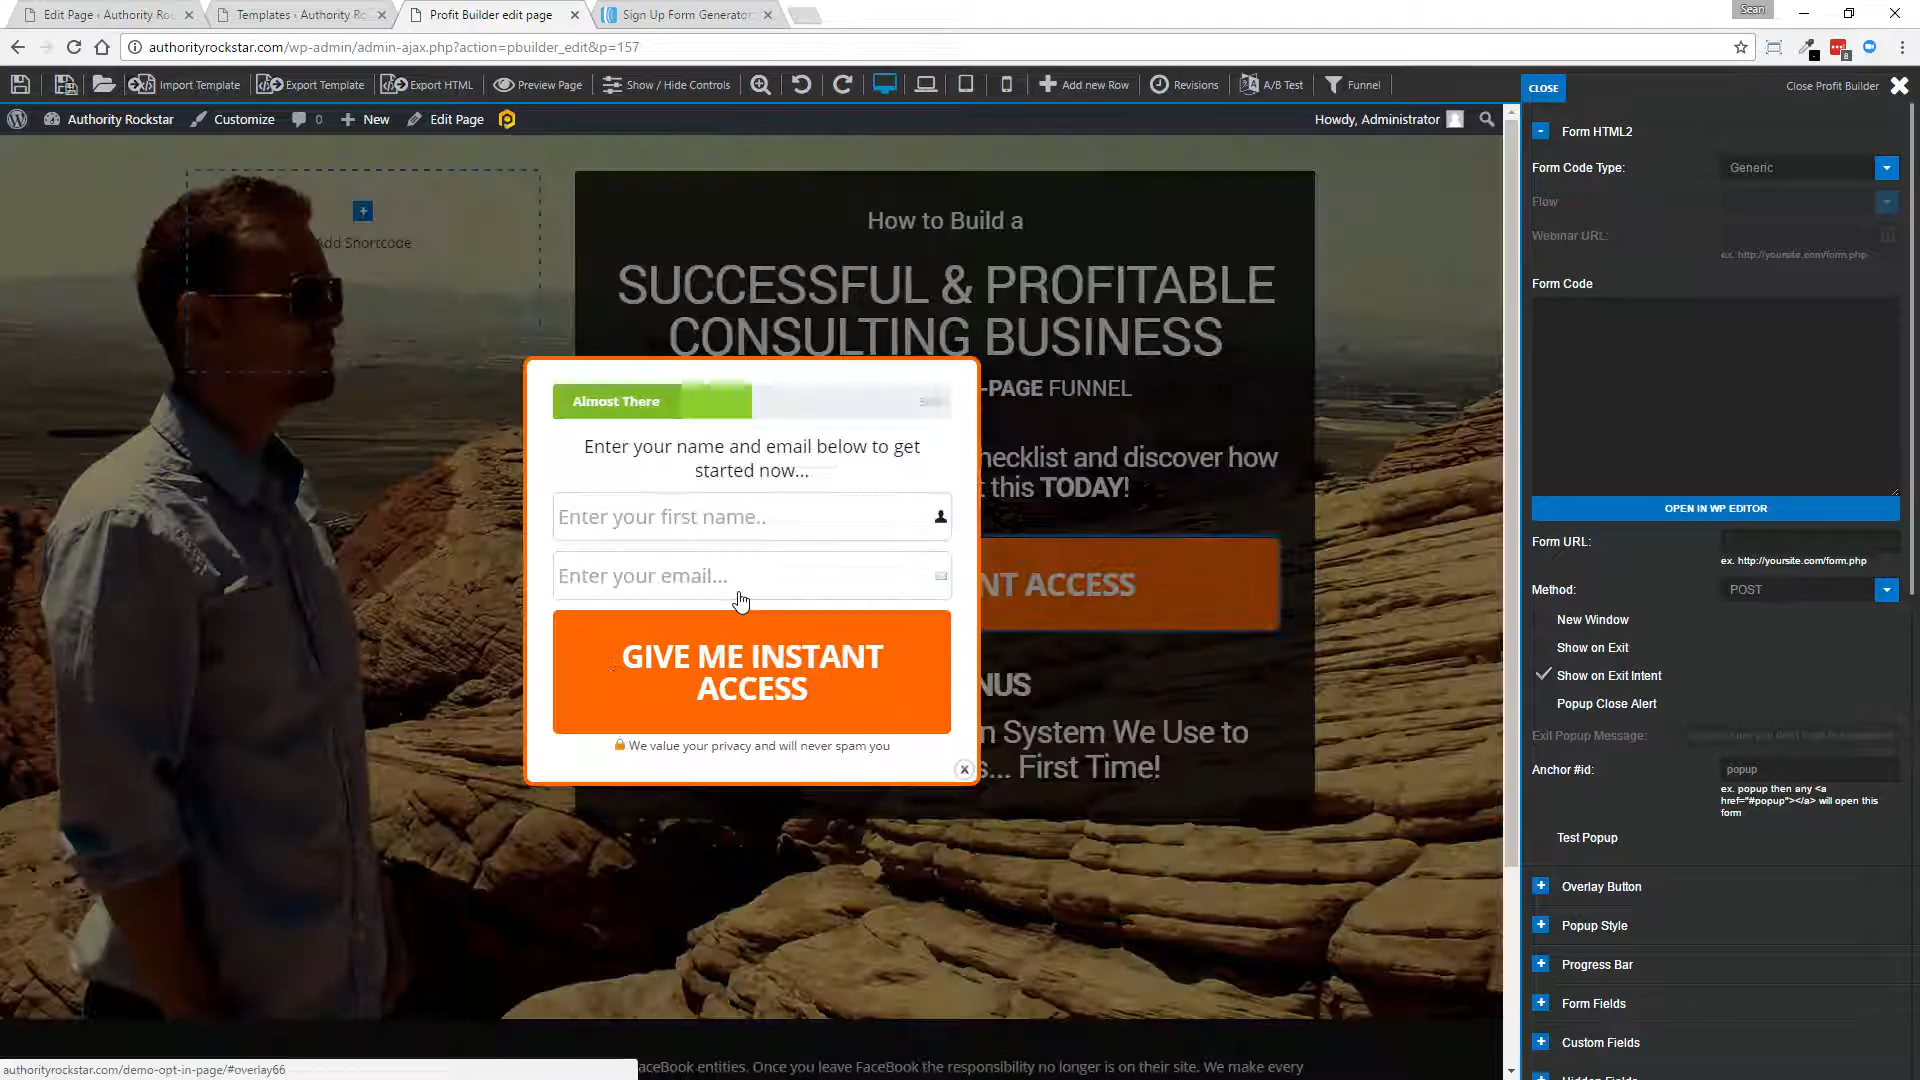 Edit Page ‹ Authority Ro
Templates ‹ Authority Ro
Profit Builder edit page
Sign Up Form Generator
Sean
authorityrockstar.com/wp-admin/admin-ajax.php?action=pbuilder_edit&p=157
Import Template
Export Template
Export HTML
Preview Page
Show / Hide Controls
Add new Row
Revisions
A/B Test
Funnel
CLOSE
Close Profit Builder
Authority Rockstar
Customize
0
New
Edit Page
Howdy, Administrator
Add Shortcode
How to Build a
SUCCESSFUL & PROFITABLE
CONSULTING BUSINESS
-PAGE FUNNEL
hecklist and discover how
t this TODAY!
NT ACCESS
NUS
n System We Use to
s... First Time!
Almost There
Enter your name and email below to get
started now...
Enter your first name..
Enter your email...
GIVE ME INSTANT
ACCESS
We value your privacy and will never spam you
X
Form HTML2
Form Code Type:
Generic
Flow
Webinar URL:
ex. http://yoursite.com/form.php
Form Code
OPEN IN WP EDITOR
Form URL:
ex. http://yoursite.com/form.php
Method:
POST
New Window
Show on Exit
Show on Exit Intent
Popup Close Alert
Exit Popup Message:
Anchor #id:
popup
ex. popup then any <a
href="#popup"></a> will open this
form
Test Popup
Overlay Button
Popup Style
Progress Bar
Form Fields
Custom Fields
authorityrockstar.com/demo-opt-in-page/#overlay66
aceBook entities. Once you leave FaceBook the responsibility no longer is on their site. We make every